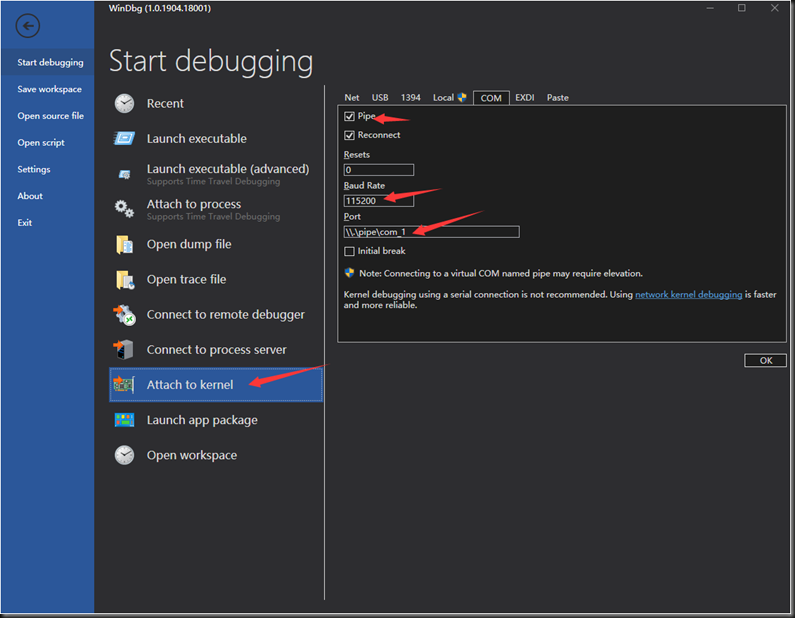 WinDbg (1.0.1904.18001)
Start debugging
Save workspace
Open source file
Open script
Settings
About
Exit
Start debugging
Recent
Launch executable
Launch executable (advanced)
Supports Time Travel Debugging
Attach to process
Supports Time Travel Debugging
Open dump file
Open trace file
Connect to remote debugger
Connect to process server
Attach to kernel
Launch app package
Open workspace
Net USB 1394 Local COM EXDI Paste
Pipe
Reconnect
Resets
0
Baud Rate
115200
Port
\\.\pipe\com_1
Initial break
Note: Connecting to a virtual COM named pipe may require elevation.
Kernel debugging using a serial connection is not recommended. Using network kernel debugging is faster
and more reliable.
OK